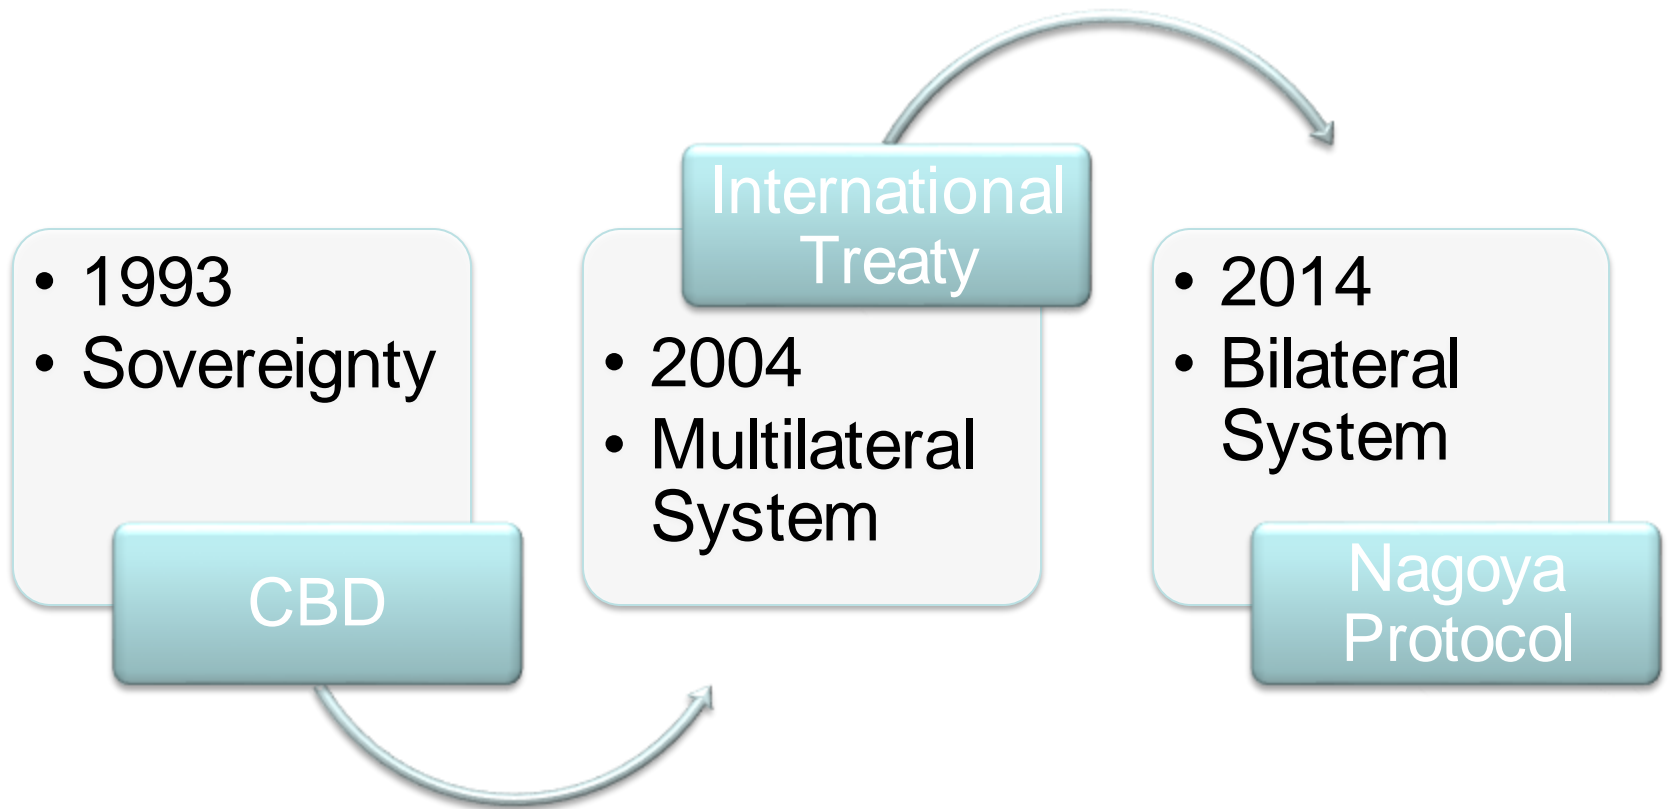 • 1993
• Sovereignty
CBD
International
Treaty
• 2004
• Multilateral
System
• 2014
• Bilateral
System
Nagoya
Protocol